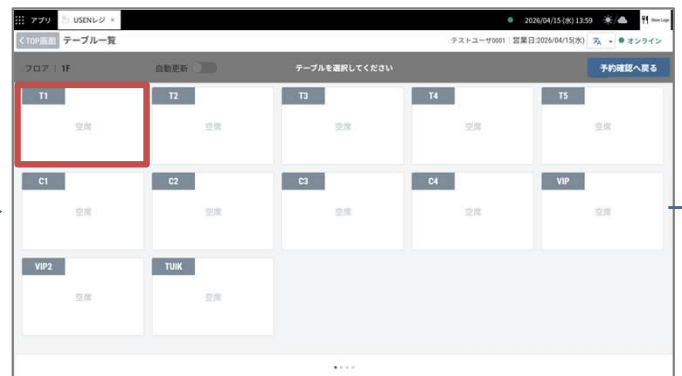 アプリ USENレジ × 2026/04/15(水) 13:59
<TOP画面 テーブル一覧 テストユーザ0001 営業日:2026/04/15(水) オンライン
フロア | 1F 自動更新 テーブルを選択してください 予約確認へ戻る
T1 T2 T3 T4 T5
空席 空席 空席 空席 空席
C1 C2 C3 C4 VIP
空席 空席 空席 空席 空席
VIP2 TUIK
空席 空席